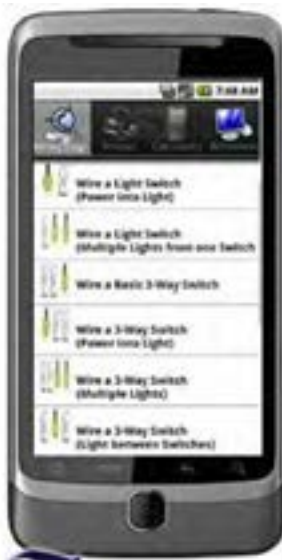 7:48 AM
Wire a Light Switch
(Power into Light)
Wire a Light Switch
(Multiple Lights from one Switch
Wire a Basic 3-Way Switch
Wire a 3-Way Switch
(Power into Light)
Wire a 3-Way Switch
(Multiple Lights)
Wire a 3-Way Switch
(Light between Switches)